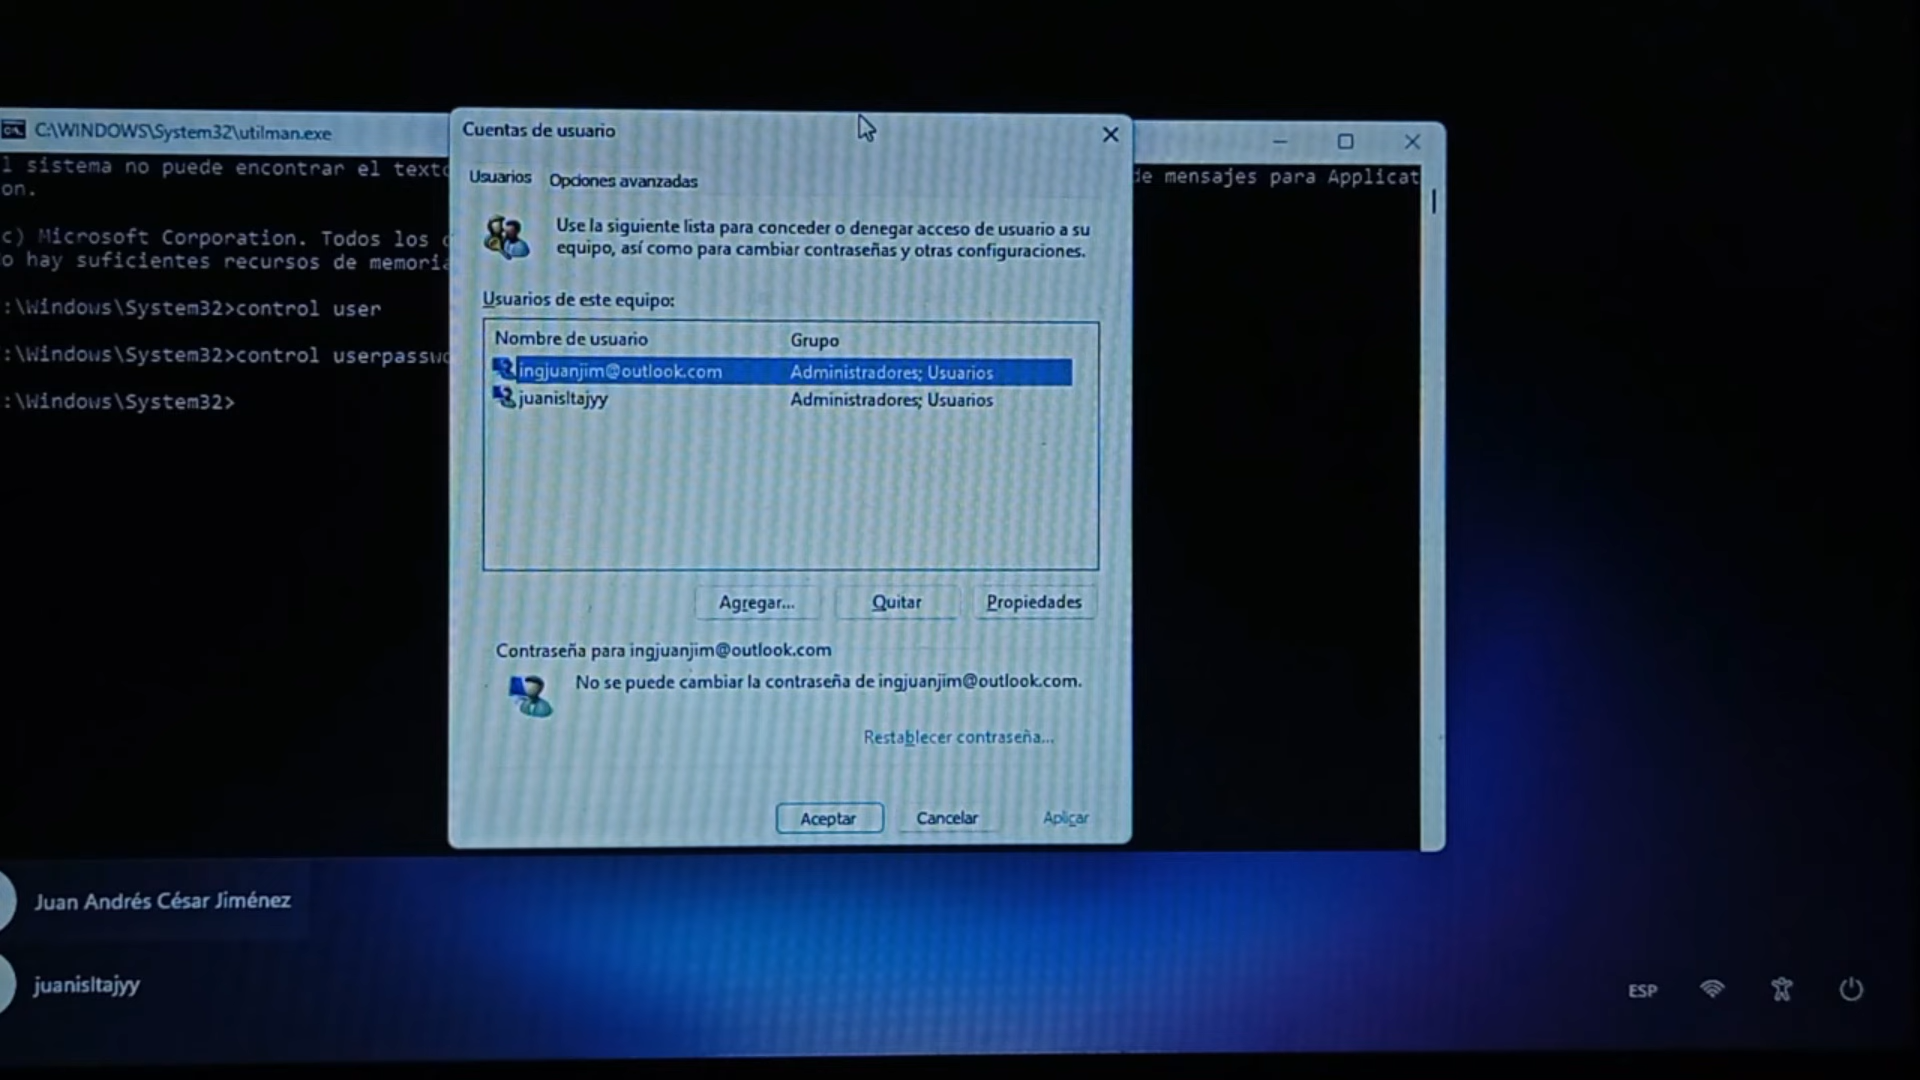 C:\WINDOWS\System32\utilman.exe
l sistema no puede encontrar el texto
de mensajes para Applicat
on.
c) Microsoft Corporation. Todos los
o hay suficientes recursos de memoria
:\Windows\System32>control user
:\Windows\System32>control userpasswo
:\Windows\System32>
Cuentas de usuario
Usuarios Opciones avanzadas
Use la siguiente lista para conceder o denegar acceso de usuario a su
equipo, así como para cambiar contraseñas y otras configuraciones.
Usuarios de este equipo:
Nombre de usuario Grupo
ingjuanjim@outlook.com Administradores; Usuarios
juanisltajyy Administradores; Usuarios
Agregar... Quitar Propiedades
Contraseña para ingjuanjim@outlook.com
No se puede cambiar la contraseña de ingjuanjim@outlook.com.
Restablecer contraseña...
Aceptar Cancelar Aplicar
Juan Andrés César Jiménez
juanisltajyy
ESP